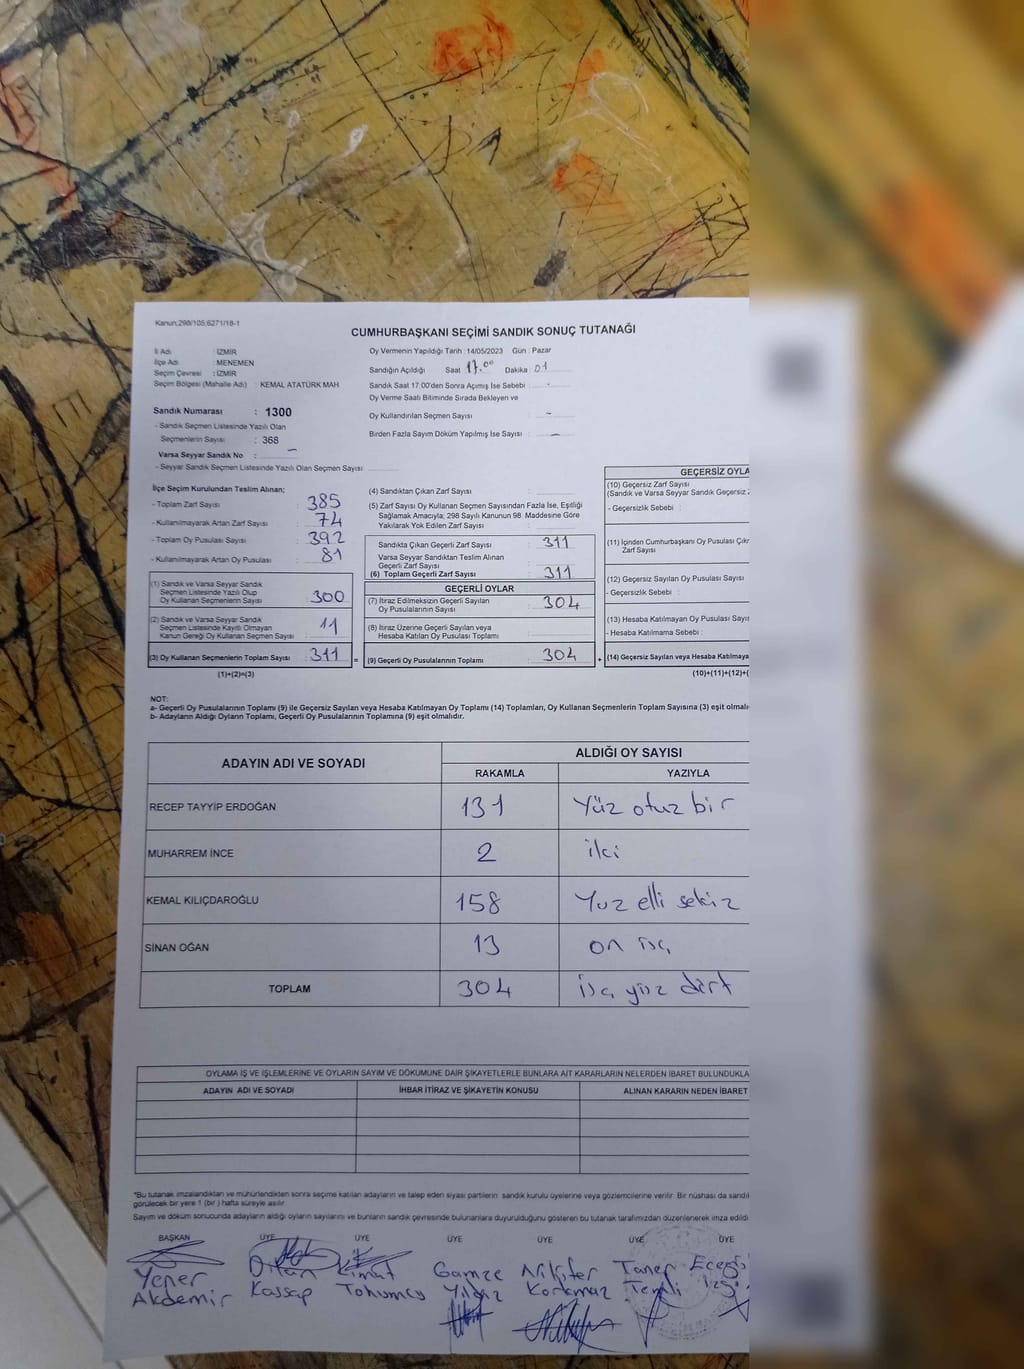 Kanun;298/105;6271/18-1
CUMHURBAŞKANI SEÇİMİ SANDIK SONUÇ TUTANAĞI
İl Adı : İZMİR
İlçe Adı : MENEMEN
Seçim Çevresi : İZMİR
Seçim Bölgesi (Mahalle Adı) : KEMAL ATATÜRK MAH
Sandık Numarası : 1300
- Sandık Seçmen Listesinde Yazılı Olan
Seçmenlerin Sayısı : 368
Varsa Seyyar Sandık No : –
- Seyyar Sandık Seçmen Listesinde Yazılı Olan Seçmen Sayısı :
Oy Vermenin Yapıldığı Tarih : 14/05/2023 Gün : Pazar
Sandığın Açıldığı Saat 17.00 Dakika 01
Sandık Saat 17.00'den Sonra Açımış İse Sebebi : -
Oy Verme Saati Bitiminde Sırada Bekleyen ve
Oy Kullandırılan Seçmen Sayısı : –
Birden Fazla Sayım Döküm Yapılmış İse Sayısı : –
İlçe Seçim Kurulundan Teslim Alınan;
- Toplam Zarf Sayısı : 385
- Kullanılmayarak Artan Zarf Sayısı : 74
- Toplam Oy Pusulası Sayısı : 392
- Kullanılmayarak Artan Oy Pusulası : 81
(1) Sandık ve Varsa Seyyar Sandık
Seçmen Listesinde Yazılı Olup
Oy Kullanan Seçmenlerin Sayısı : 300
(2) Sandık ve Varsa Seyyar Sandık
Seçmen Listesinde Kayıtlı Olmayan
Kanun Gereği Oy Kullanan Seçmen Sayısı : 11
(3) Oy Kullanan Seçmenlerin Toplam Sayısı : 311 =
(1)+(2)=(3)
(4) Sandıktan Çıkan Zarf Sayısı :
(5) Zarf Sayısı Oy Kullanan Seçmen Sayısından Fazla İse, Eşitliği
Sağlamak Amacıyla; 298 Sayılı Kanunun 98. Maddesine Göre
Yakılarak Yok Edilen Zarf Sayısı :
Sandıkta Çıkan Geçerli Zarf Sayısı : 311
Varsa Seyyar Sandıktan Teslim Alınan
Geçerli Zarf Sayısı :
(6) Toplam Geçerli Zarf Sayısı : 311
GEÇERLİ OYLAR
(7) İtiraz Edilmeksizin Geçerli Sayılan
Oy Pusulalarının Sayısı : 304
(8) İtiraz Üzerine Geçerli Sayılan veya
Hesaba Katılan Oy Pusulası Toplamı :
(9) Geçerli Oy Pusulalarının Toplamı : 304 +
GEÇERSİZ OYLA
(10) Geçersiz Zarf Sayısı
(Sandık ve Varsa Seyyar Sandık Geçersiz
- Geçersizlik Sebebi :
(11) İçinden Cumhurbaşkanı Oy Pusulası Çık
Zarf Sayısı
(12) Geçersiz Sayılan Oy Pusulası Sayısı
- Geçersizlik Sebebi :
(13) Hesaba Katılmayan Oy Pusulası Sayıs
- Hesaba Katılmama Sebebi :
(14) Geçersiz Sayılan veya Hesaba Katılmaya
(10)+(11)+(12)+(
NOT:
a- Geçerli Oy Pusulalarının Toplamı (9) ile Geçersiz Sayılan veya Hesaba Katılmayan Oy Toplamı (14) Toplamları, Oy Kullanan Seçmenlerin Toplam Sayısına (3) eşit olmalı
b- Adayların Aldığı Oyların Toplamı, Geçerli Oy Pusulalarının Toplamına (9) eşit olmalıdır.
ADAYIN ADI VE SOYADI ALDIĞI OY SAYISI
RAKAMLA YAZIYLA
RECEP TAYYİP ERDOĞAN 131 Yüz otuz bir
MUHARREM İNCE 2 iki
KEMAL KILIÇDAROĞLU 158 Yuz elli sekiz
SİNAN OĞAN 13 on üç
TOPLAM 304 üç yüz dört
OYLAMA İŞ VE İŞLEMLERİNE VE OYLARIN SAYIM VE DÖKÜMÜNE DAİR ŞİKAYETLERLE BUNLARA AİT KARARLARIN NELERDEN İBARET BULUNDUKLA
ADAYIN ADI VE SOYADI İHBAR İTİRAZ VE ŞİKAYETİN KONUSU ALINAN KARARIN NEDEN İBARET
*Bu tutanak imzalandıktan ve mühürlendikten sonra seçime katılan adayların ve talep eden siyasi partilerin sandık kurulu üyelerine veya gözlemcilerine verilir. Bir nüshası da sandı
görülecek bir yere 1 (bir ) hafta süreyle asılır.
Sayım ve döküm sonucunda adayların aldığı oyların sayılarını ve bunların sandık çevresinde bulunanlara duyurulduğunu gösteren bu tutanak tarafımızdan düzenlenerek imza edildi
BAŞKAN ÜYE ÜYE ÜYE ÜYE ÜYE ÜYE
Yener Dilan Gamze Nilüfer Taner
Akdemir Kassap Tohumcu Yıldız Korkmaz Temli